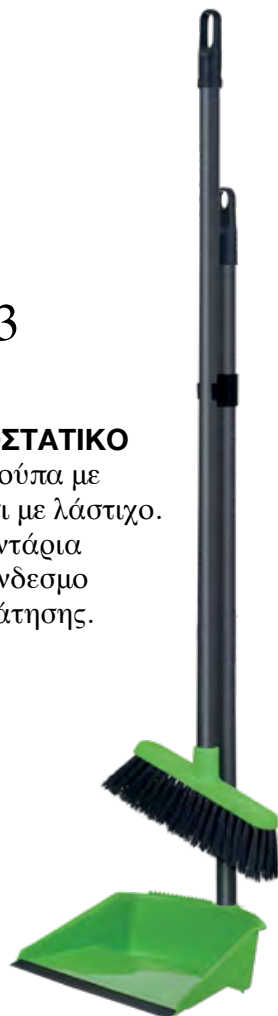 3
ΣΤΑΤΙΚΟ
ούπα με
ι με λάστιχο.
ντάρια
νδεσμο
άτησης.